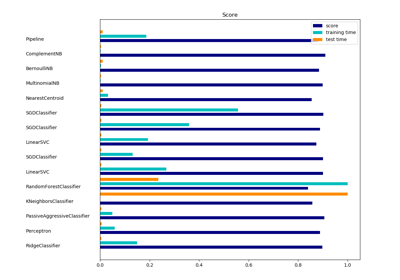 Score
score
training time
test time
Pipeline
ComplementNB
BernoulliNB
MultinomialNB
NearestCentroid
SGDClassifier
SGDClassifier
LinearSVC
SGDClassifier
LinearSVC
RandomForestClassifier
KNeighborsClassifier
PassiveAggressiveClassifier
Perceptron
RidgeClassifier
0.0 0.2 0.4 0.6 0.8 1.0